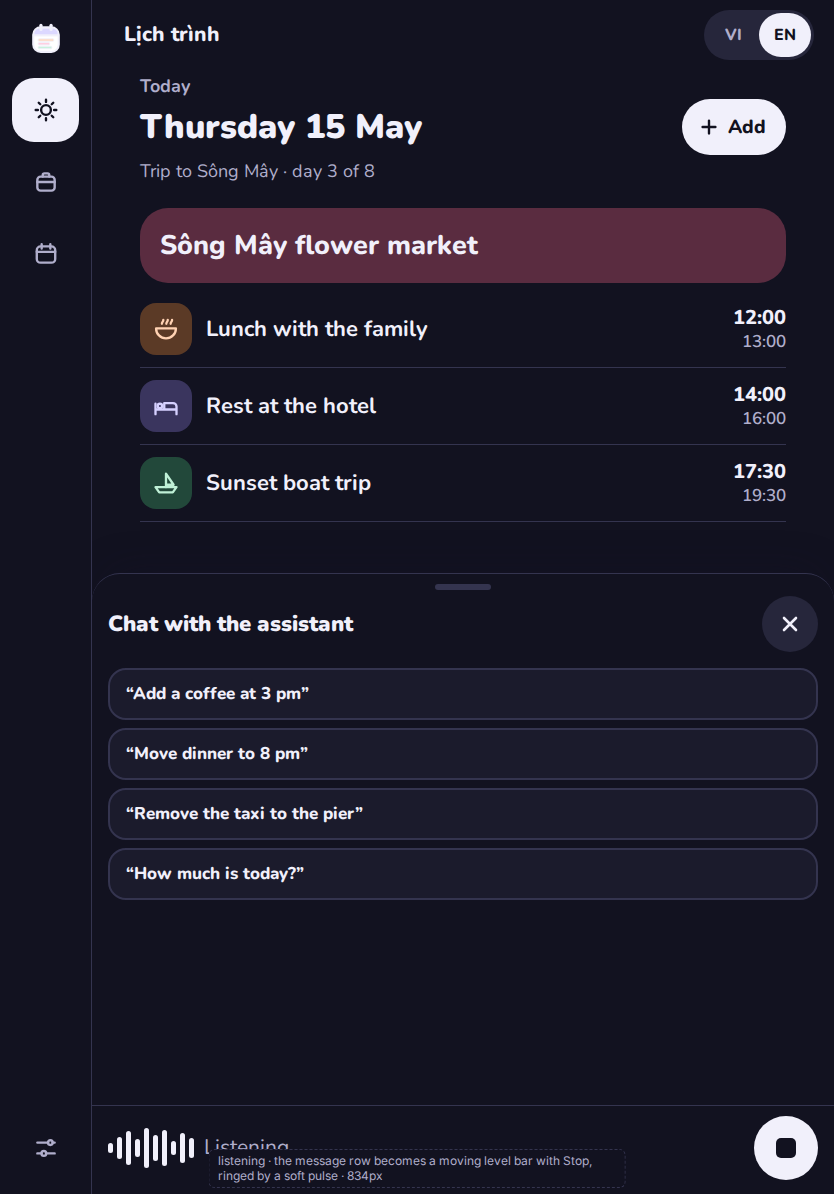 Lịch trình
VI
EN
Today
Thursday 15 May
+ Add
Trip to Sông Mây · day 3 of 8
Sông Mây flower market
Lunch with the family
12:00
13:00
Rest at the hotel
14:00
16:00
Sunset boat trip
17:30
19:30
Chat with the assistant
“Add a coffee at 3 pm”
“Move dinner to 8 pm”
“Remove the taxi to the pier”
“How much is today?”
Listening
listening · the message row becomes a moving level bar with Stop,
ringed by a soft pulse · 834px